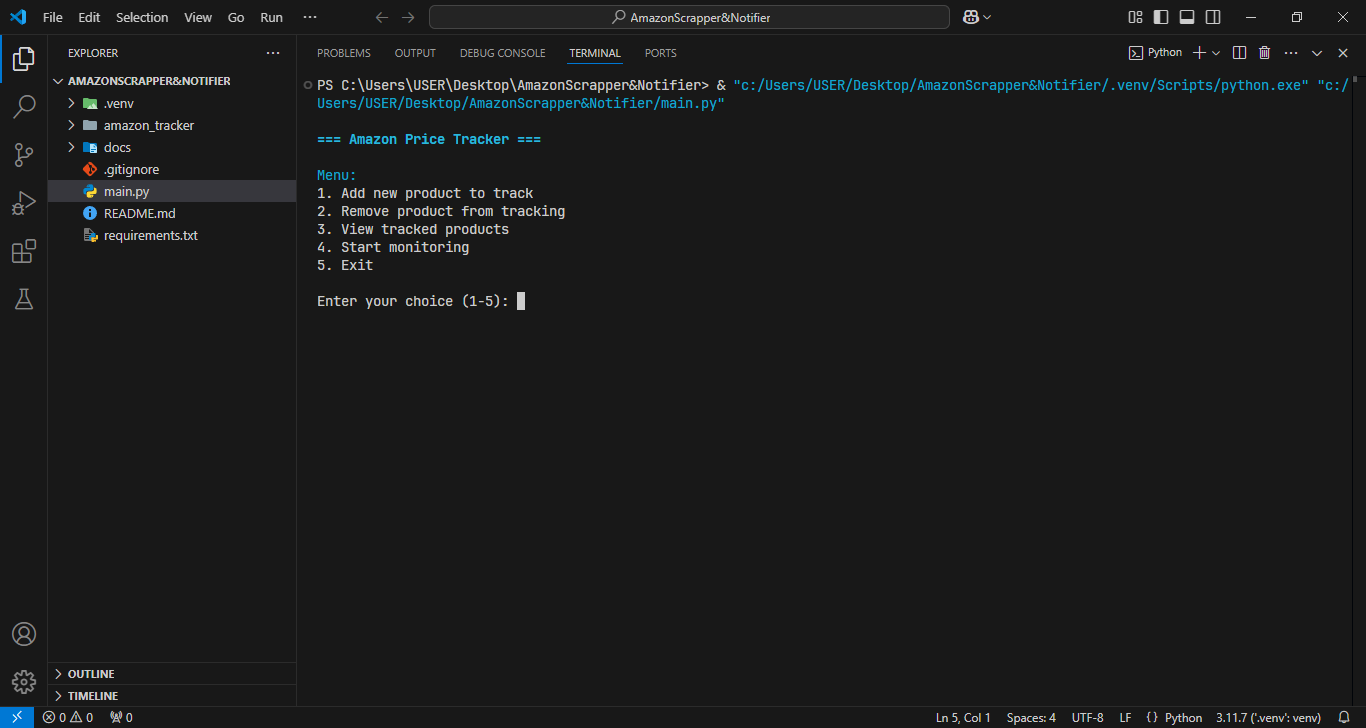 File Edit Selection View Go Run ···
AmazonScrapper&Notifier
EXPLORER ···
AMAZONSCRAPPER&NOTIFIER
.venv
amazon_tracker
docs
.gitignore
main.py
README.md
requirements.txt
OUTLINE
TIMELINE
PROBLEMS OUTPUT DEBUG CONSOLE TERMINAL PORTS
Python
PS C:\Users\USER\Desktop\AmazonScrapper&Notifier> & "c:/Users/USER/Desktop/AmazonScrapper&Notifier/.venv/Scripts/python.exe" "c:/
Users/USER/Desktop/AmazonScrapper&Notifier/main.py"
=== Amazon Price Tracker ===
Menu:
1. Add new product to track
2. Remove product from tracking
3. View tracked products
4. Start monitoring
5. Exit
Enter your choice (1-5):
0 0 0 Ln 5, Col 1 Spaces: 4 UTF-8 LF {} Python 3.11.7 ('.venv': venv)